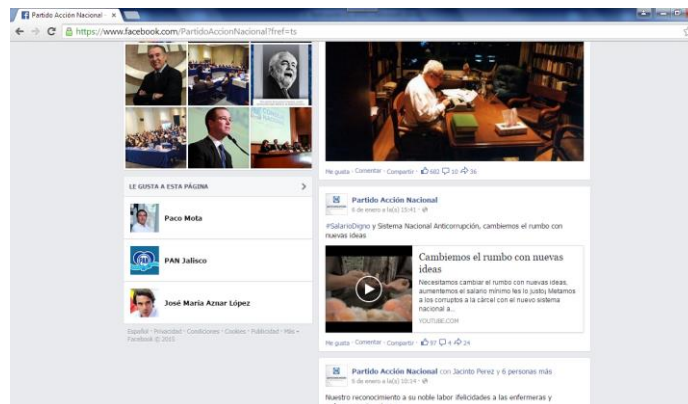 Partido Acción Nacional -
https://www.facebook.com/PartidoAccionNacional?fref=ts
LE GUSTA A ESTA PÁGINA
Paco Mota
PAN Jalisco
José María Aznar López
Español · Privacidad · Condiciones · Cookies · Publicidad · Más
Facebook © 2015
Me gusta · Comentar · Compartir · 602 10 36
Partido Acción Nacional
6 de enero a la(s) 15:41 ·
#SalarioDigno y Sistema Nacional Anticorrupción, cambiemos el rumbo con
nuevas ideas
Cambiemos el rumbo con nuevas
ideas
Necesitamos cambiar el rumbo con nuevas ideas,
aumentemos el salario mínimo ¡es lo justo¡ Metamos
a los corruptos a la cárcel con el nuevo sistema
nacional a...
YOUTUBE.COM
Me gusta · Comentar · Compartir · 97 4 24
Partido Acción Nacional con Jacinto Perez y 6 personas más
6 de enero a la(s) 10:14 ·
Nuestro reconocimiento a su noble labor ¡felicidades a las enfermeras y